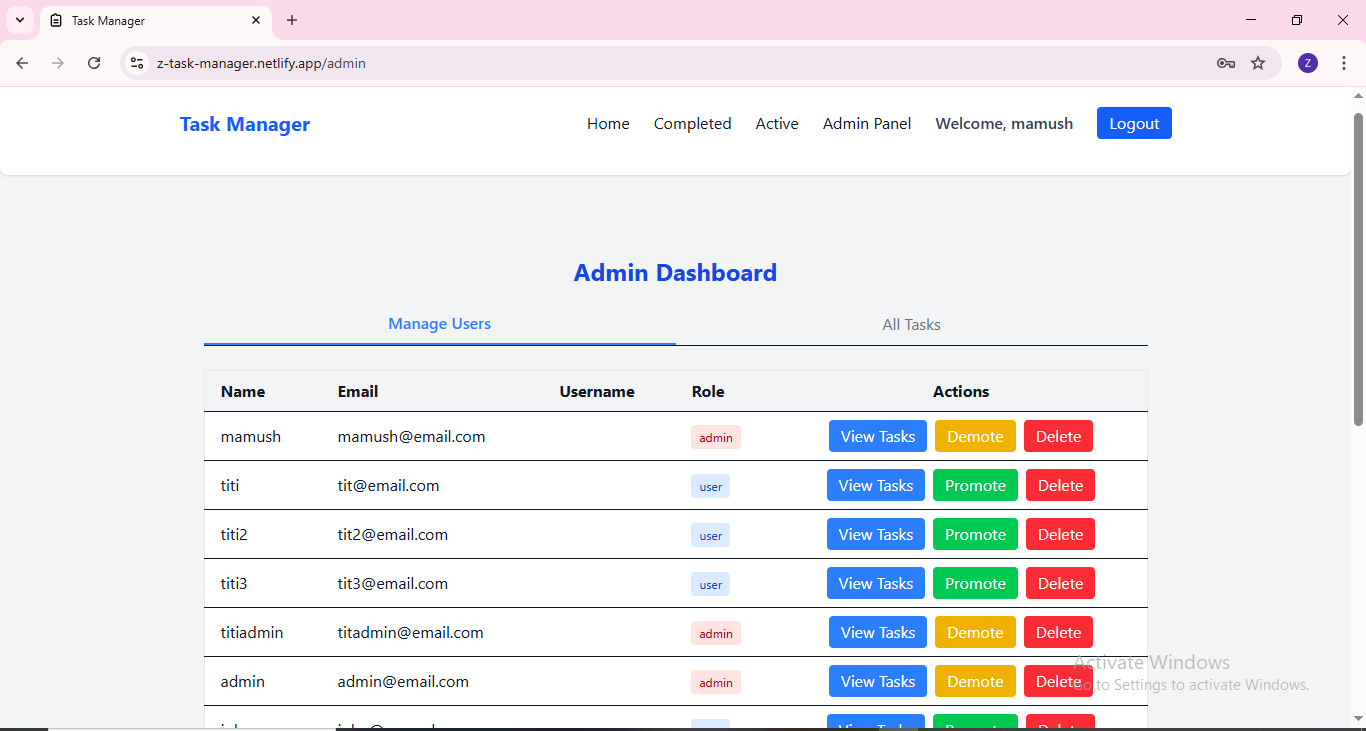 Task Manager
z-task-manager.netlify.app/admin
Z
Task Manager
Home Completed Active Admin Panel Welcome, mamush Logout
Admin Dashboard
Manage Users All Tasks
Name Email Username Role Actions
mamush mamush@email.com admin View Tasks Demote Delete
titi tit@email.com user View Tasks Promote Delete
titi2 tit2@email.com user View Tasks Promote Delete
titi3 tit3@email.com user View Tasks Promote Delete
titiadmin titadmin@email.com admin View Tasks Demote Delete
admin admin@email.com admin View Tasks Demote Delete
Activate Windows
Go to Settings to activate Windows.